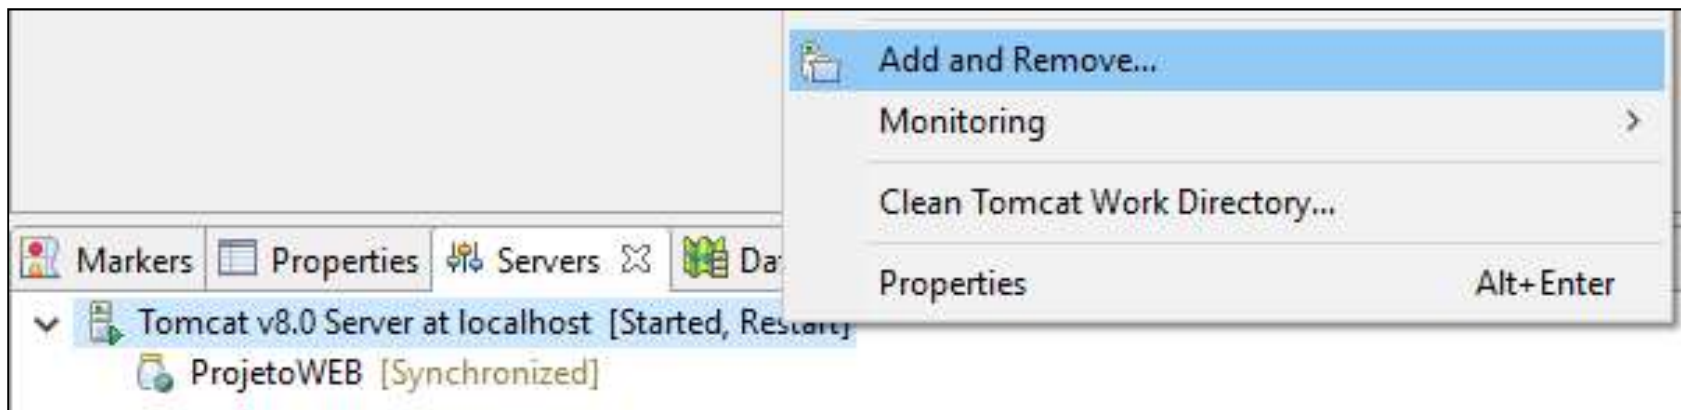 Add and Remove...
Monitoring
Clean Tomcat Work Directory...
Properties Alt+Enter
Markers Properties Servers
Tomcat v8.0 Server at localhost [Started, Restart]
ProjetoWEB [Synchronized]